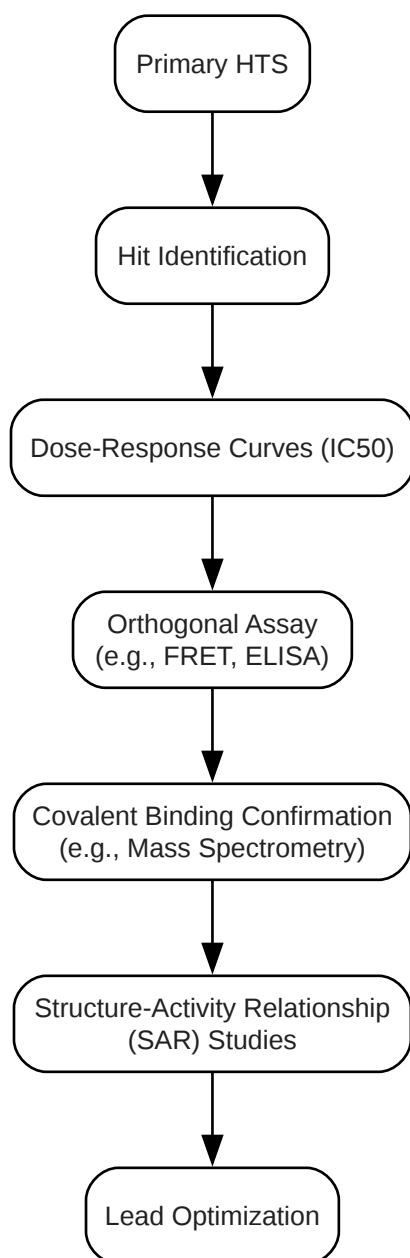 Primary HTS
Hit Identification
Dose-Response Curves (IC50)
Orthogonal Assay
(e.g., FRET, ELISA)
Covalent Binding Confirmation
(e.g., Mass Spectrometry)
Structure-Activity Relationship
(SAR) Studies
Lead Optimization